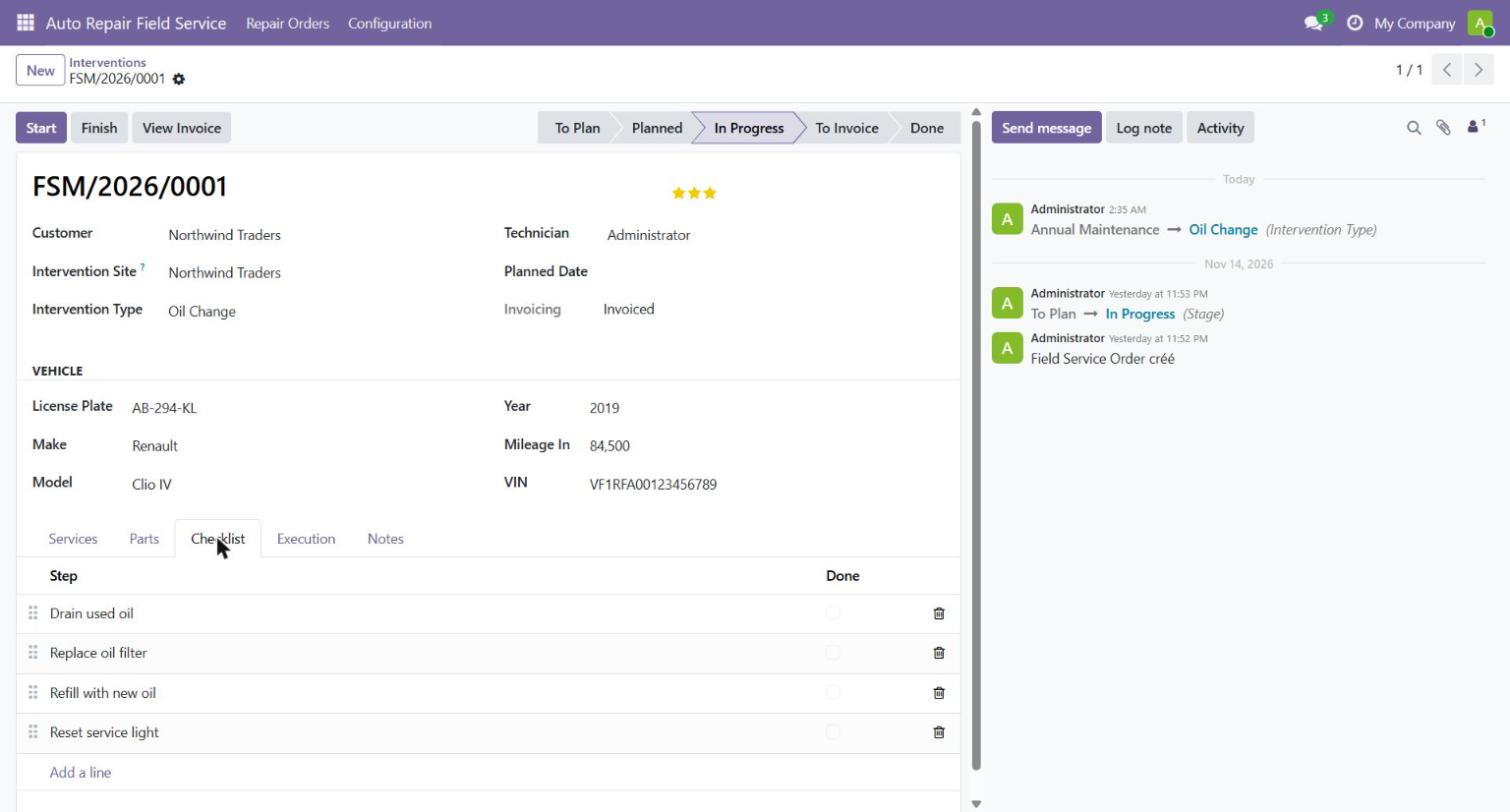 Auto Repair Field Service Repair Orders Configuration 3 My Company A
New Interventions
FSM/2026/0001 1 / 1
Start Finish View Invoice To Plan Planned In Progress To Invoice Done Send message Log note Activity 1
FSM/2026/0001
Customer Northwind Traders Technician Administrator
Intervention Site ? Northwind Traders Planned Date
Intervention Type Oil Change Invoicing Invoiced
VEHICLE
License Plate AB-294-KL Year 2019
Make Renault Mileage In 84,500
Model Clio IV VIN VF1RFA00123456789
Services Parts Checklist Execution Notes
Step Done
Drain used oil
Replace oil filter
Refill with new oil
Reset service light
Add a line
Today
A Administrator 2:35 AM
Annual Maintenance → Oil Change (Intervention Type)
Nov 14, 2026
A Administrator Yesterday at 11:53 PM
To Plan → In Progress (Stage)
A Administrator Yesterday at 11:52 PM
Field Service Order créé